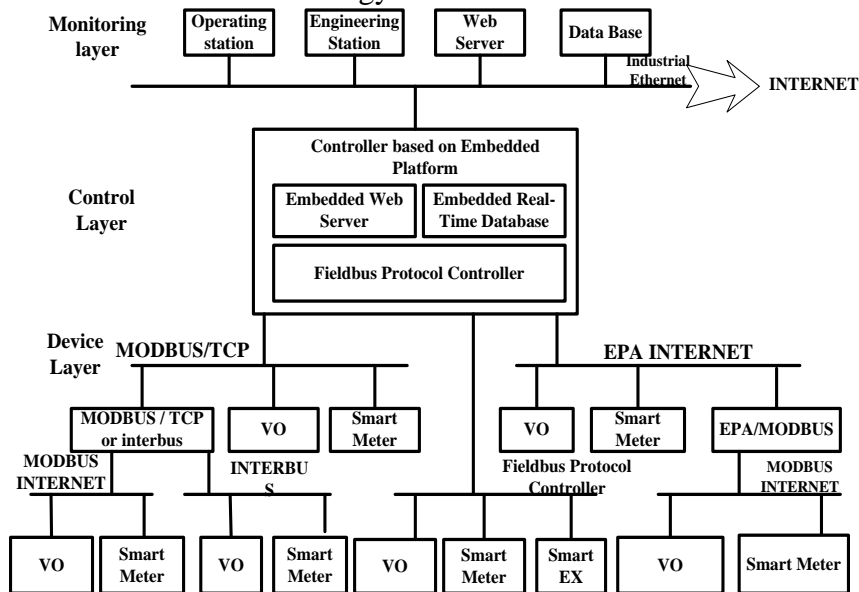 Monitoring
layer
Operating
station
Engineering
Station
Web
Server
Data Base
Industrial
Ethernet
INTERNET
Controller based on Embedded
Platform
Control
Layer
Embedded Web
Server
Embedded Real-
Time Database
Fieldbus Protocol Controller
Device
Layer
MODBUS/TCP
EPA INTERNET
MODBUS / TCP
or interbus
VO
Smart
Meter
VO
Smart
Meter
EPA/MODBUS
MODBUS
INTERNET
INTERBU
S
Fieldbus Protocol
Controller
MODBUS
INTERNET
VO
Smart
Meter
VO
Smart
Meter
VO
Smart
Meter
Smart
EX
VO
Smart Meter